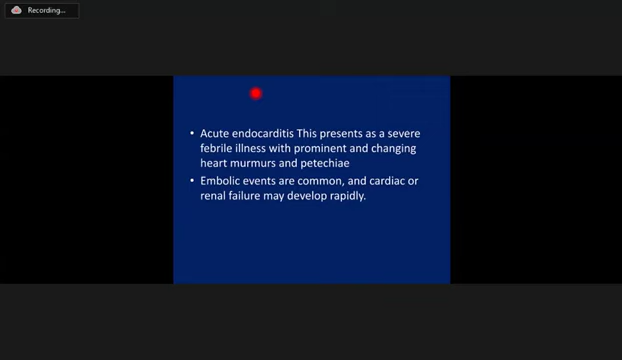 Recording...
• Acute endocarditis This presents as a severe
febrile illness with prominent and changing
heart murmurs and petechiae
• Embolic events are common, and cardiac or
renal failure may develop rapidly.